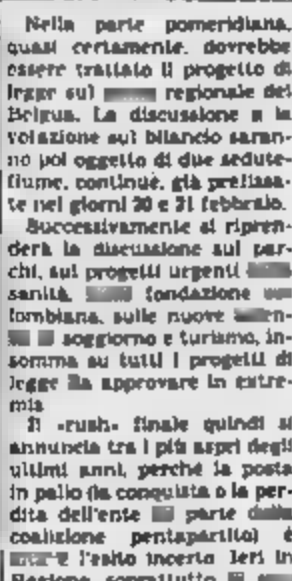 Nella parte pomeridiana,
quasi certamente, dovrebbe
essere trattato il progetto di
legge sul regionale del
La discussione e la
votazione sul bilancio saran-
no poi oggetto di due sedute-
fiume, continue, già prefissa-
te nei giorni 20 e 21 febbraio.
Successivamente si ripren-
derà la discussione sui par-
chi, sui progetti urgenti
sanità, fondazione
lombiana, sulle nuove
soggiorno e turismo, in-
somma su tutti i progetti di
legge da approvare in extre-
mis
Il «rush» finale quindi si
annuncia tra i più aspri degli
ultimi anni, perché la posta
in palio (la conquista o la per-
dita dell'ente parte della
coalizione pentapartito) è
l'esito incerto. Ieri in
soprattutto